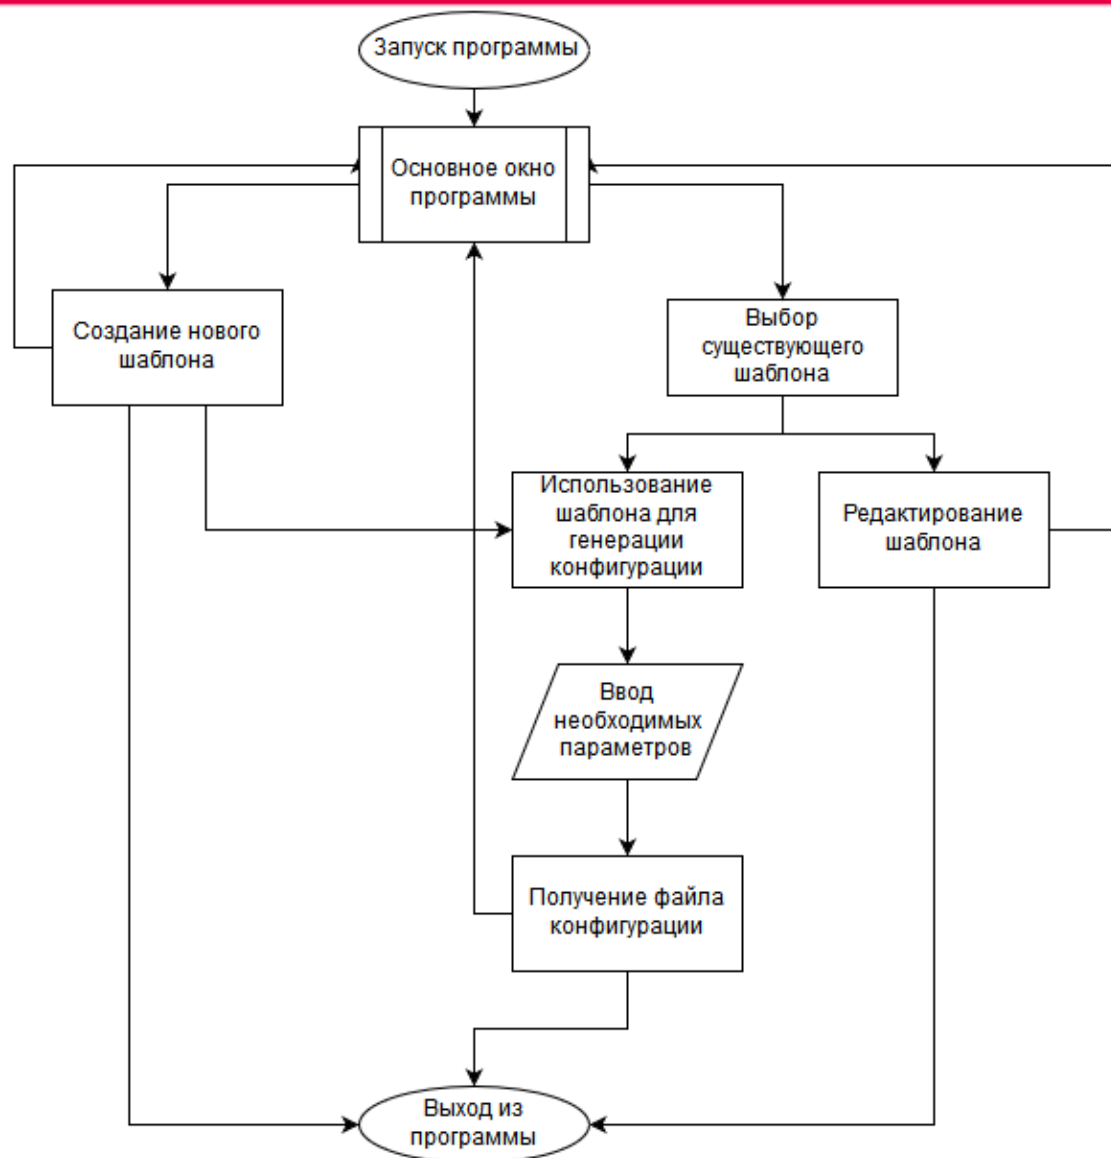 Запуск программы
Основное окно
программы
Создание нового
шаблона
Выбор
существующего
шаблона
Использование
шаблона для
генерации
конфигурации
Редактирование
шаблона
Ввод
необходимых
параметров
Получение файла
конфигурации
Выход из
программы